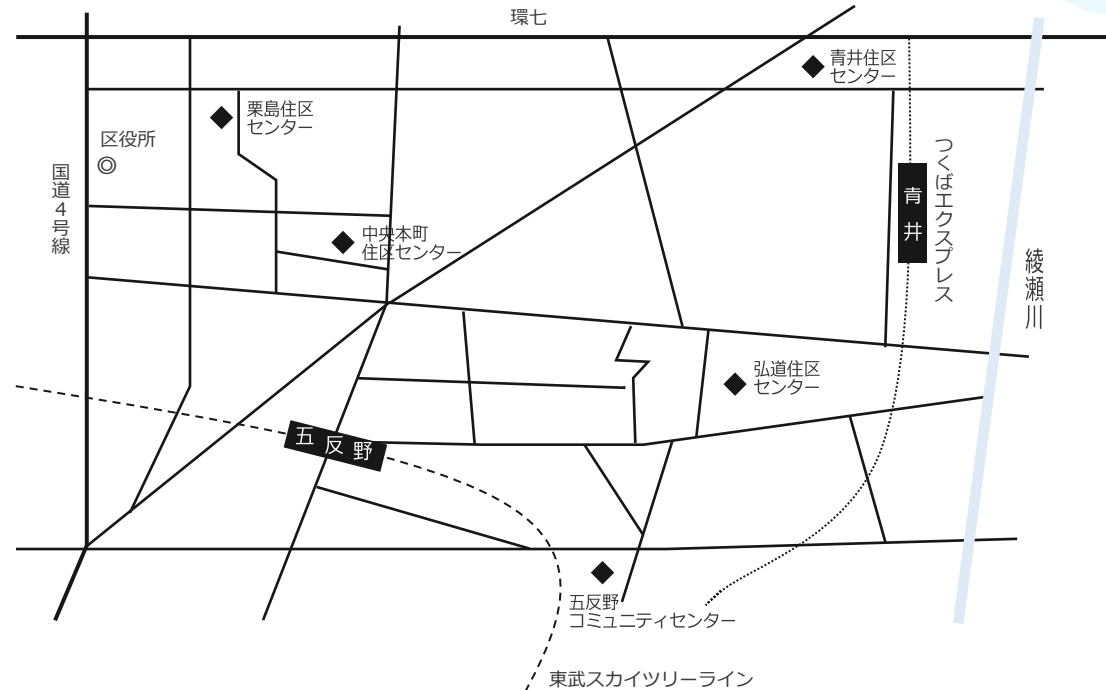 環七
青井住区
センター
栗島住区
センター
区役所
国道4号線
つくばエクスプレス
青井
中央本町
住区センター
綾瀬川
弘道住区
センター
五反野
五反野
コミュニティセンター
東武スカイツリーライン